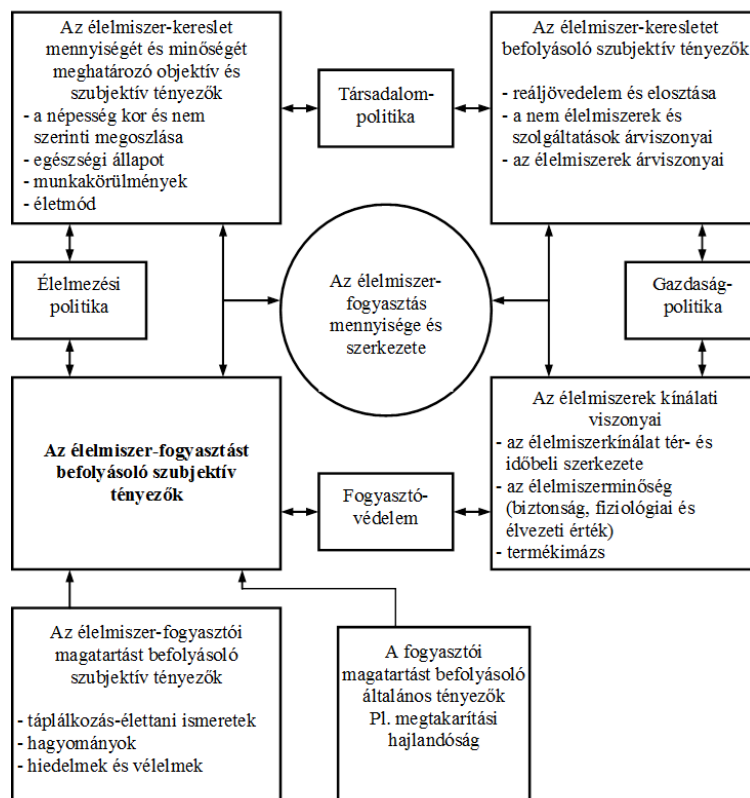 Az élelmiszer-kereslet
mennyiségét és minőségét
meghatározó objektív és
szubjektív tényezők
- a népesség kor és nem
szerinti megoszlása
- egészségi állapot
- munkakörülmények
- életmód
Társadalom-
politika
Az élelmiszer-keresletet
befolyásoló szubjektív tényezők
- reáljövedelem és elosztása
- a nem élelmiszerek és
szolgáltatások árviszonyai
- az élelmiszerek árviszonyai
Élelmezési
politika
Az élelmiszer-
fogyasztás
mennyisége és
szerkezete
Gazdaság-
politika
Az élelmiszer-fogyasztást
befolyásoló szubjektív
tényezők
Fogyasztó-
védelem
Az élelmiszerek kínálati
viszonyai
- az élelmiszerkínálat tér- és
időbeli szerkezete
- az élelmiszerminőség
(biztonság, fiziológiai és
élvezeti érték)
- termékimázs
Az élelmiszer-fogyasztói
magatartást befolyásoló
szubjektív tényezők
- táplálkozás-élettani ismeretek
- hagyományok
- hiedelmek és vélelmek
A fogyasztói
magatartást befolyásoló
általános tényezők
Pl. megtakarítási
hajlandóság